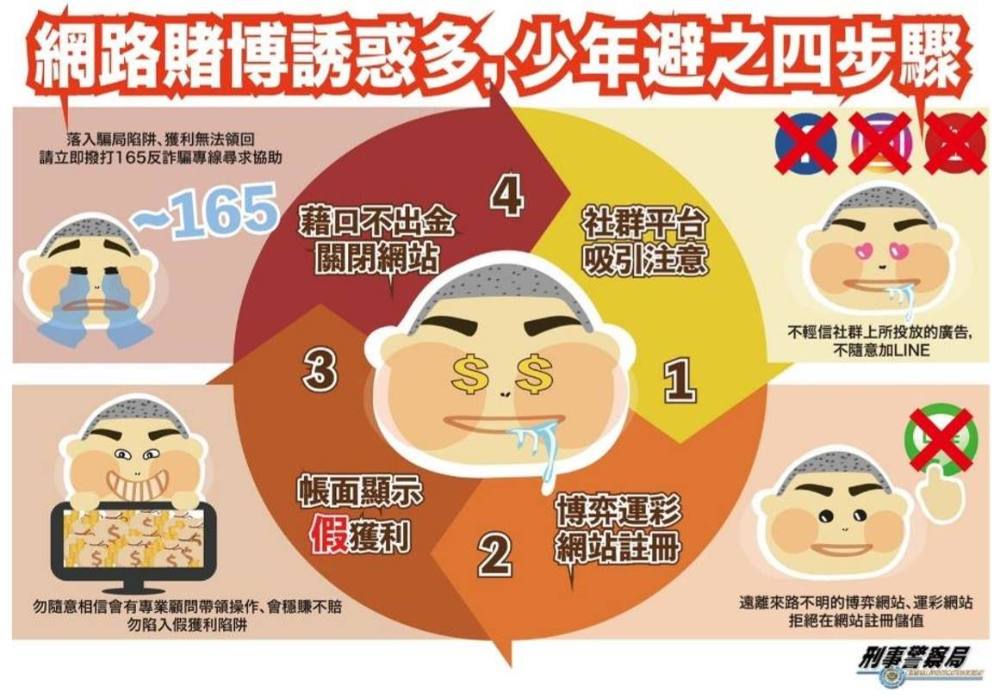 網路賭博誘惑多,少年避之四步驟
落入騙局陷阱、獲利無法領回
請立即撥打165反詐騙專線尋求協助
~165
4
藉口不出金
關閉網站
社群平台
吸引注意
1
不輕信社群上所投放的廣告,
不隨意加LINE
3
帳面顯示
假獲利
勿隨意相信會有專業顧問帶領操作、會穩賺不賠
勿陷入假獲利陷阱
2
博弈運彩
網站註冊
遠離來路不明的博弈網站、運彩網站
拒絕在網站註冊儲值
刑事警察局